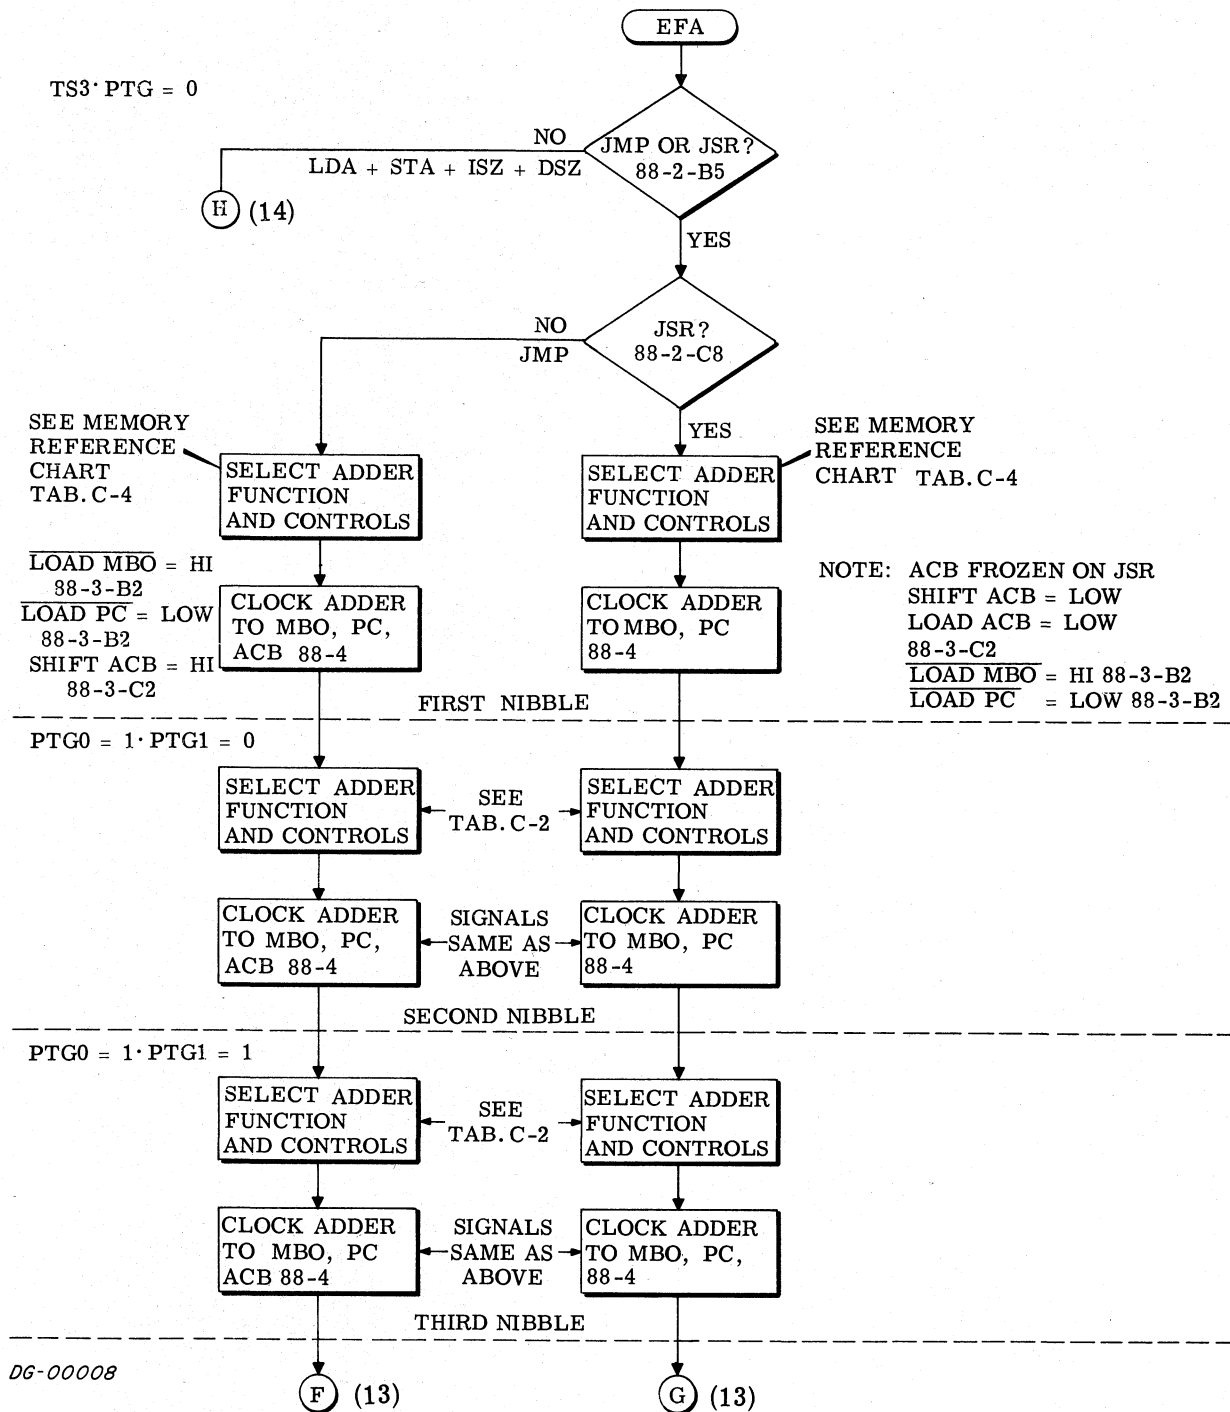 EFA
TS3·PTG = 0
NO
JMP OR JSR?
88-2-B5
LDA + STA + ISZ + DSZ
H (14)
YES
NO
JMP
JSR?
88-2-C8
YES
SEE MEMORY
REFERENCE
CHART
TAB.C-4
SELECT ADDER
FUNCTION
AND CONTROLS
SELECT ADDER
FUNCTION
AND CONTROLS
SEE MEMORY
REFERENCE
CHART TAB.C-4
LOAD MBO = HI
88-3-B2
LOAD PC = LOW
88-3-B2
SHIFT ACB = HI
88-3-C2
CLOCK ADDER
TO MBO, PC,
ACB 88-4
CLOCK ADDER
TO MBO, PC
88-4
NOTE: ACB FROZEN ON JSR
SHIFT ACB = LOW
LOAD ACB = LOW
88-3-C2
LOAD MBO = HI 88-3-B2
LOAD PC = LOW 88-3-B2
FIRST NIBBLE
PTG0 = 1·PTG1 = 0
SELECT ADDER
FUNCTION
AND CONTROLS
SEE
TAB.C-2
SELECT ADDER
FUNCTION
AND CONTROLS
CLOCK ADDER
TO MBO, PC,
ACB 88-4
SIGNALS
SAME AS
ABOVE
CLOCK ADDER
TO MBO, PC
88-4
SECOND NIBBLE
PTG0 = 1·PTG1 = 1
SELECT ADDER
FUNCTION
AND CONTROLS
SEE
TAB.C-2
SELECT ADDER
FUNCTION
AND CONTROLS
CLOCK ADDER
TO MBO, PC
ACB 88-4
SIGNALS
SAME AS
ABOVE
CLOCK ADDER
TO MBO, PC,
88-4
THIRD NIBBLE
DG-00008
F (13)
G (13)